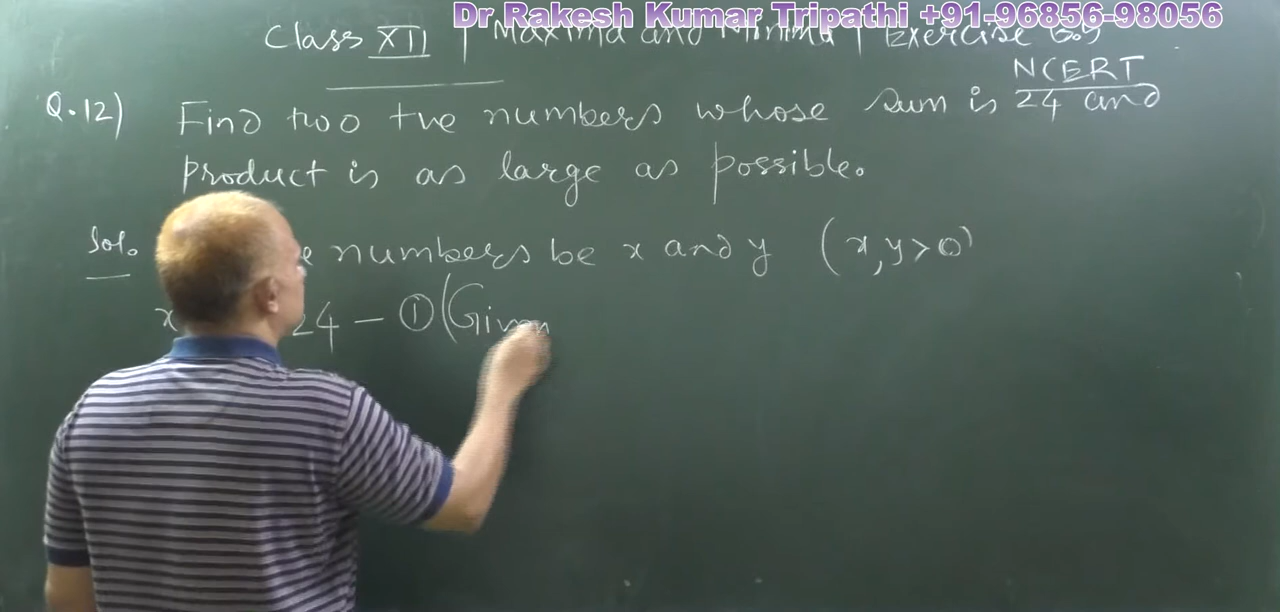 Dr Rakesh Kumar Tripathi +91-96856-98056
Class XII | Maxima and Minima | Exercise 6.5
NCERT
Q.12) Find two +ve numbers whose sum is 24 and
product is as large as possible.
Sol. numbers be x and y (x,y>0)
x 24 - ① (Given